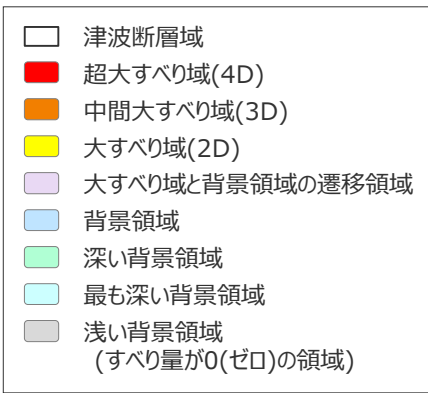 津波断層域
超大すべり域(4D)
中間大すべり域(3D)
大すべり域(2D)
大すべり域と背景領域の遷移領域
背景領域
深い背景領域
最も深い背景領域
浅い背景領域
(すべり量が0(ゼロ)の領域)